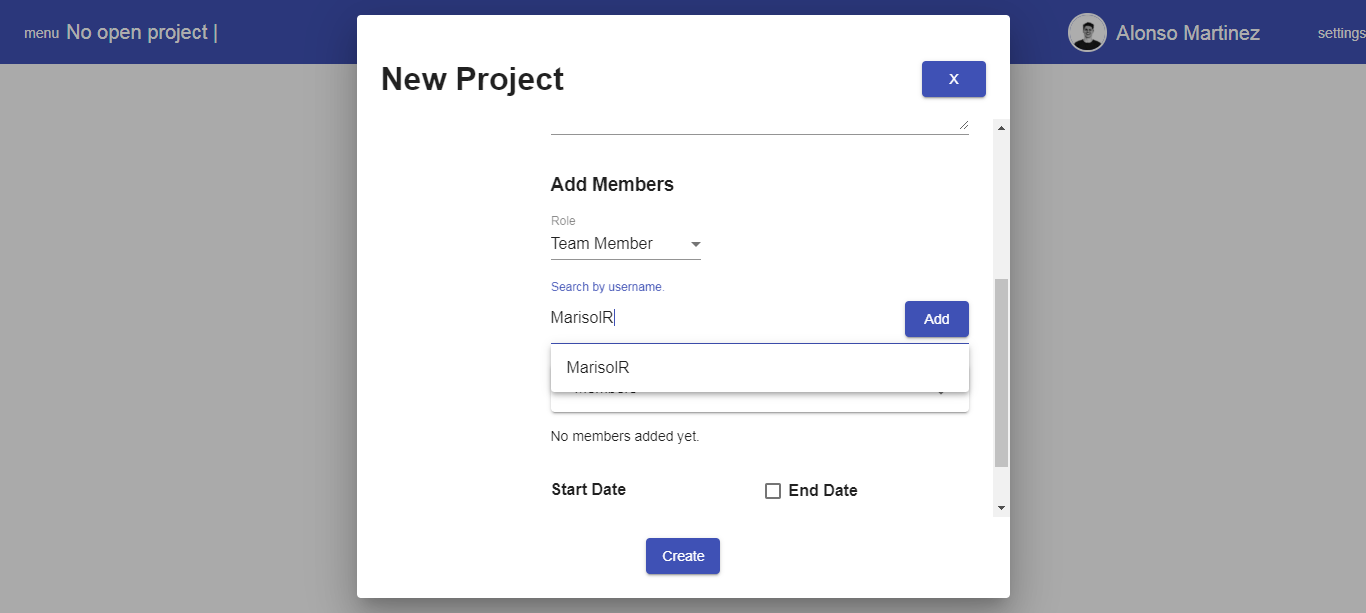 menu No open project |
Alonso Martinez
settings
New Project
X
Add Members
Role
Team Member
Search by username.
MarisolR
Add
MarisolR
No members added yet.
Start Date
End Date
Create